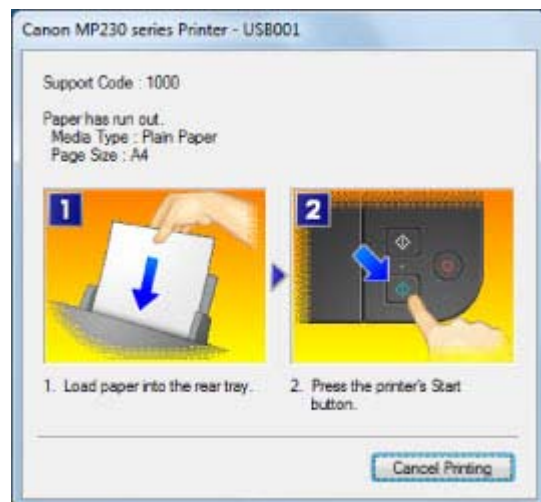 Canon MP230 series Printer - USB001
Support Code : 1000
Paper has run out.
Media Type : Plain Paper
Page Size : A4
1
2
1. Load paper into the rear tray.
2. Press the printer's Start
button.
Cancel Printing